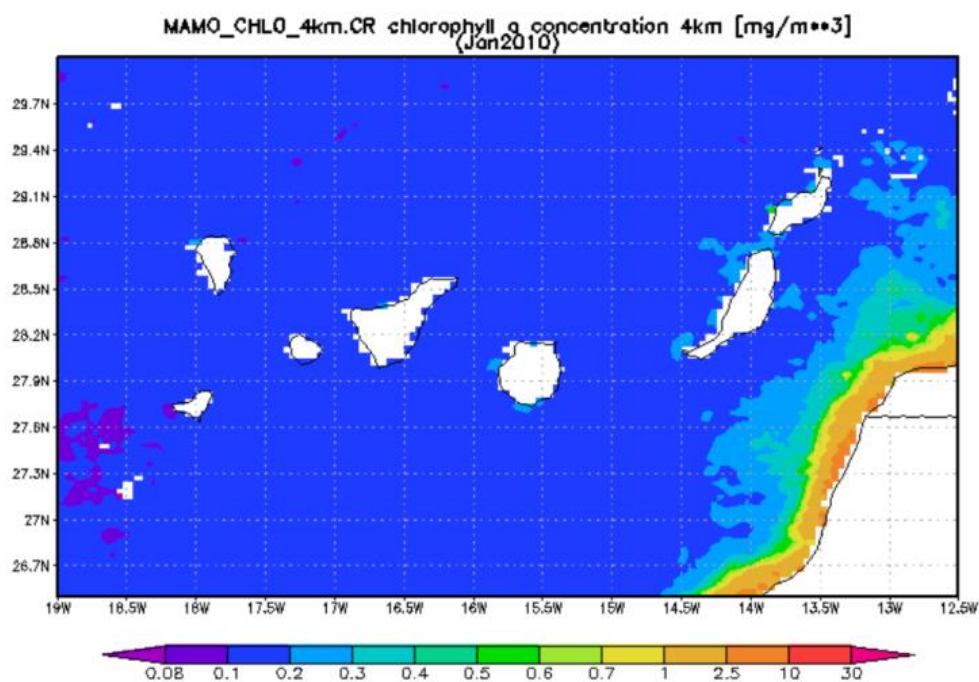 MAMO_CHLO_4km.CR chlorophyll a concentration 4km [mg/m**3]
(Jan2010)
29.7N
29.4N
29.1N
28.8N
28.5N
28.2N
27.9N
27.6N
27.3N
27N
26.7N
19W 18.5W 18W 17.5W 17W 16.5W 16W 15.5W 15W 14.5W 14W 13.5W 13W 12.5W
0.08 0.1 0.2 0.3 0.4 0.5 0.6 0.7 1 2.5 10 30